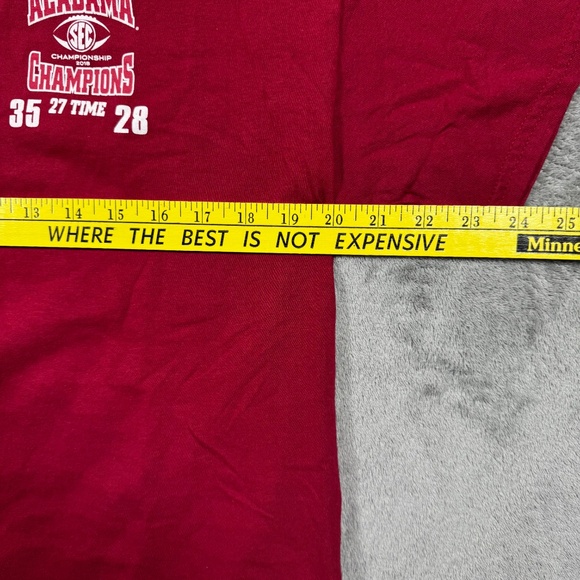 ALABAMA
SEC
CHAMPIONSHIP
2018
CHAMPIONS
35 27 TIME 28
13 14 15 16 17 18 19 20 21 22 23 24 25
WHERE THE BEST IS NOT EXPENSIVE Minne